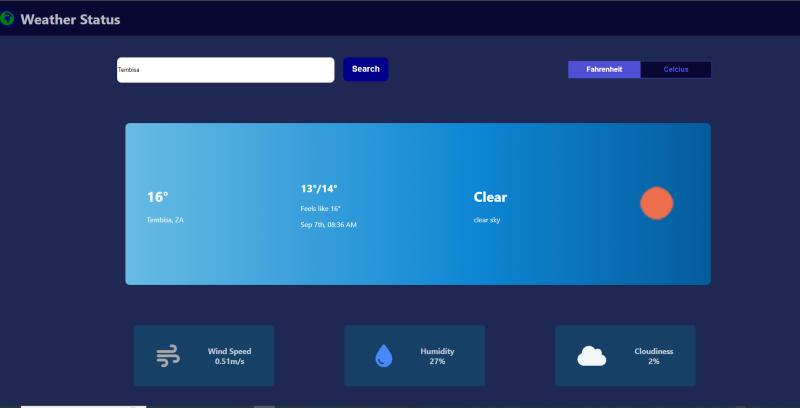 Weather Status
Tembisa
Search
Fahrenheit
Celcius
16°
Tembisa, ZA
13°/14°
Feels like 16°
Sep 7th, 08:36 AM
Clear
clear sky
Wind Speed
0.51m/s
Humidity
27%
Cloudiness
2%